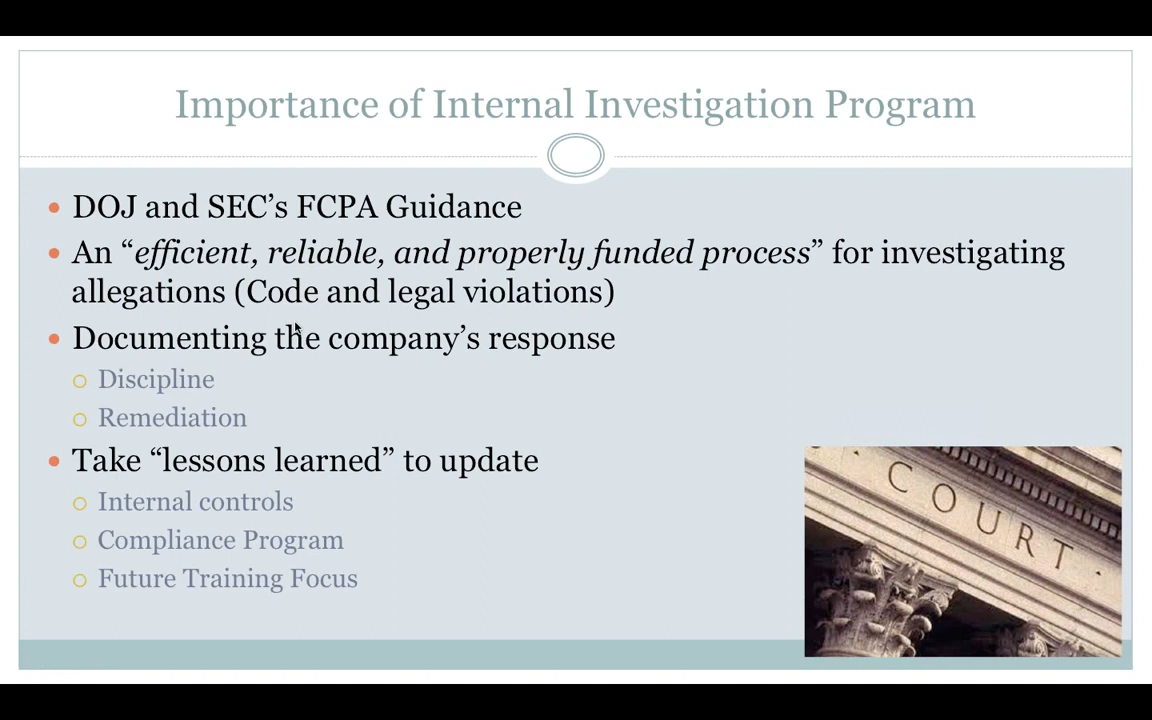 Importance of Internal Investigation Program
DOJ and SEC’s FCPA Guidance
An “efficient, reliable, and properly funded process” for investigating
allegations (Code and legal violations)
Documenting the company’s response
Discipline
Remediation
Take “lessons learned” to update
Internal controls
Compliance Program
Future Training Focus
COURT